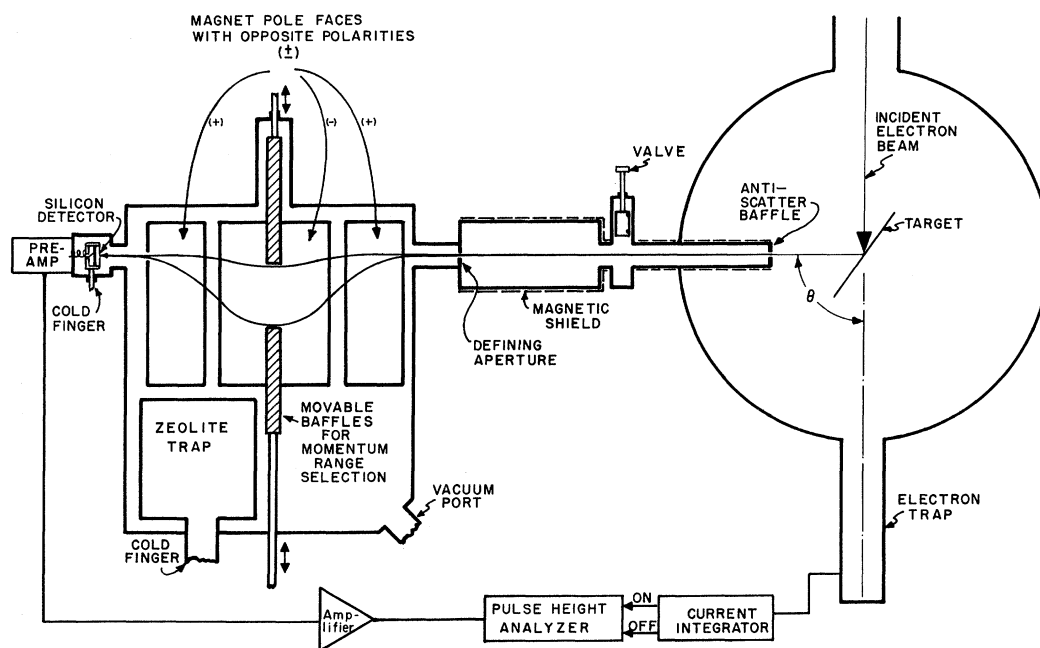 MAGNET POLE FACES
WITH OPPOSITE POLARITIES
(±)
(+)
(-)
(+)
SILICON
DETECTOR
PRE-
AMP
COLD
FINGER
VALVE
INCIDENT
ELECTRON
BEAM
ANTI-
SCATTER
BAFFLE
TARGET
θ
MAGNETIC
SHIELD
DEFINING
APERTURE
MOVABLE
BAFFLES
FOR
MOMENTUM
RANGE
SELECTION
ZEOLITE
TRAP
VACUUM
PORT
COLD
FINGER
ELECTRON
TRAP
Amp-
lifier
PULSE HEIGHT
ANALYZER
ON
OFF
CURRENT
INTEGRATOR